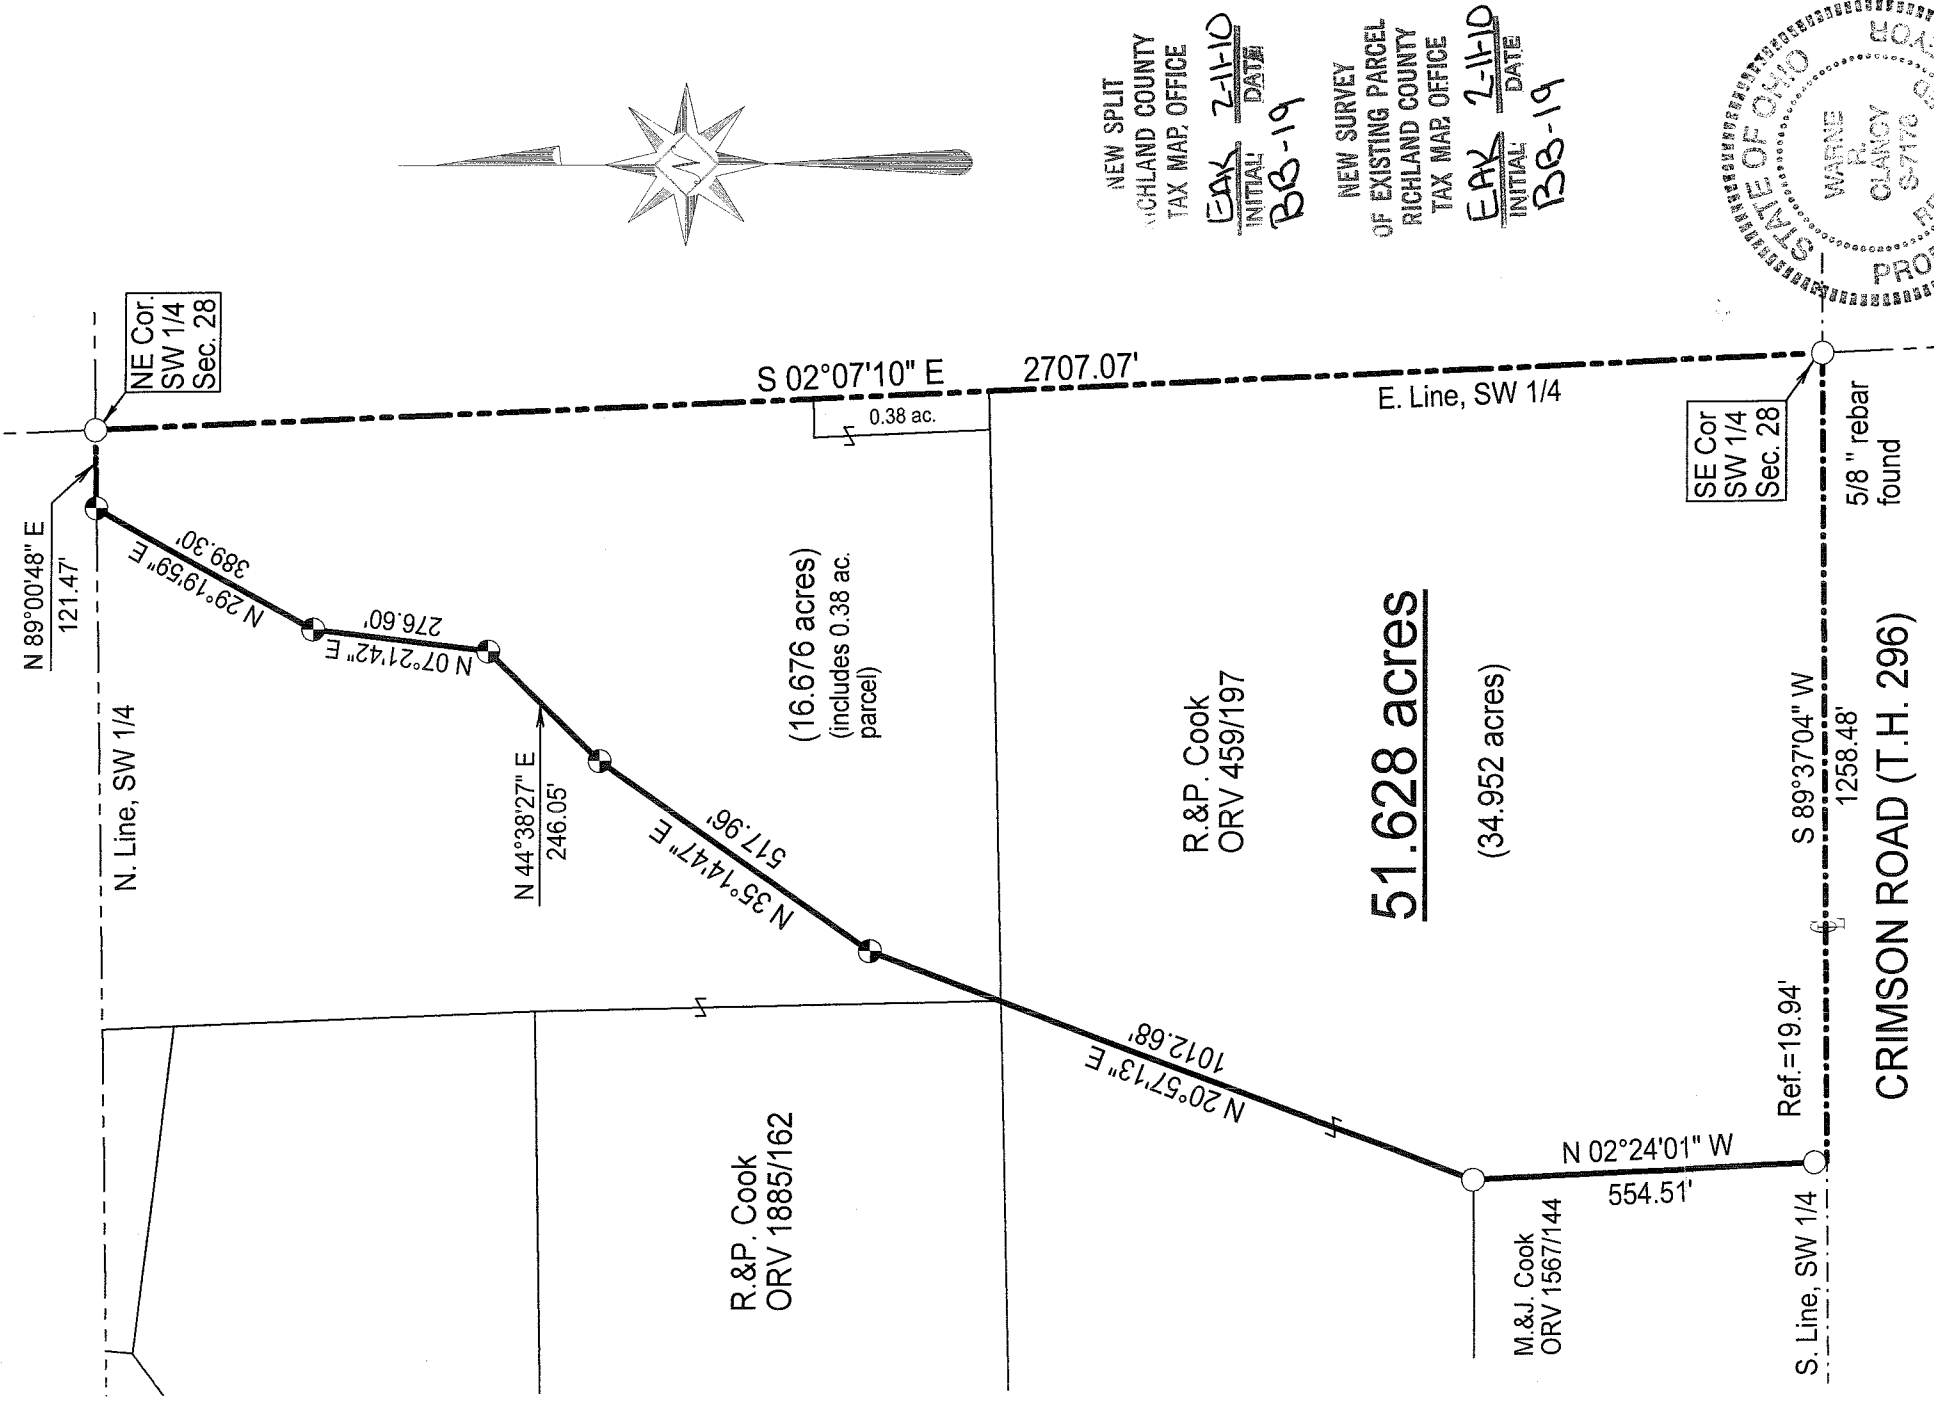 N 89°00'48" E
121.47'
NE Cor.
SW 1/4
Sec. 28
N. Line, SW 1/4
N 29°19'59" E
389.30'
N 07°21'42" E
276.60'
N 44°38'27" E
246.05'
N 35°14'47" E
517.96'
S 02°07'10" E 2707.07'
0.38 ac.
E. Line, SW 1/4
(16.676 acres)
(includes 0.38 ac.
parcel)
R.&P. Cook
ORV 1885/162
R.&P. Cook
ORV 459/197
51.628 acres
(34.952 acres)
N 20°57'13" E
1012.68'
N 02°24'01" W
554.51'
M.&J. Cook
ORV 1567/144
S. Line, SW 1/4
Ref.=19.94'
S 89°37'04" W
1258.48'
CRIMSON ROAD (T.H. 296)
SE Cor
SW 1/4
Sec. 28
5/8 " rebar
found
NEW SPLIT
RICHLAND COUNTY
TAX MAP, OFFICE
EAK 2-11-10
INITIAL DATE
BB-19
NEW SURVEY
OF EXISTING PARCEL
RICHLAND COUNTY
TAX MAP, OFFICE
EAK 2-11-10
INITIAL DATE
BB-19
STATE OF OHIO
WARNE
R.
CLANCY
S-7178